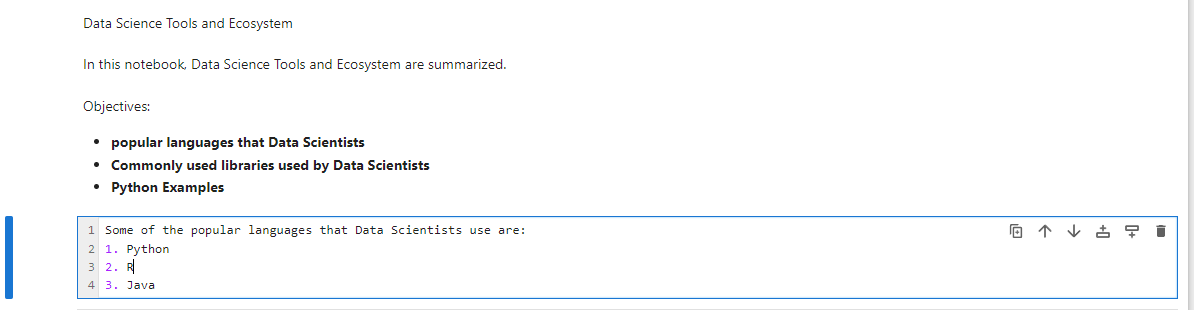 Data Science Tools and Ecosystem
In this notebook, Data Science Tools and Ecosystem are summarized.
Objectives:
• popular languages that Data Scientists
• Commonly used libraries used by Data Scientists
• Python Examples
1 Some of the popular languages that Data Scientists use are:
2 1. Python
3 2. R
4 3. Java